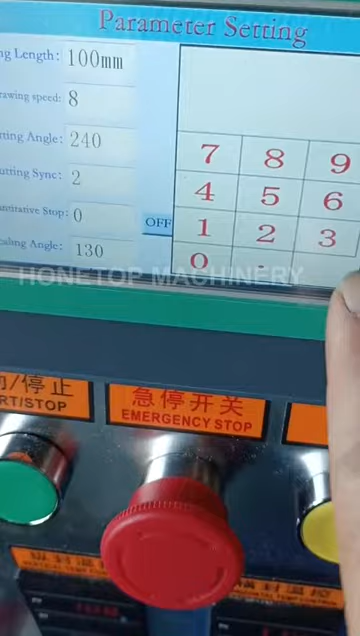 Parameter Setting
ng Length: 100mm
rawing speed: 8
tting Angle: 240
utting Sync: 2
antitative Stop: 0
OFF
ealing Angle: 130
7 8 9
4 5 6
1 2 3
0 .
HONETOP MACHINERY
动/停止
RT/STOP
急停开关
EMERGENCY STOP